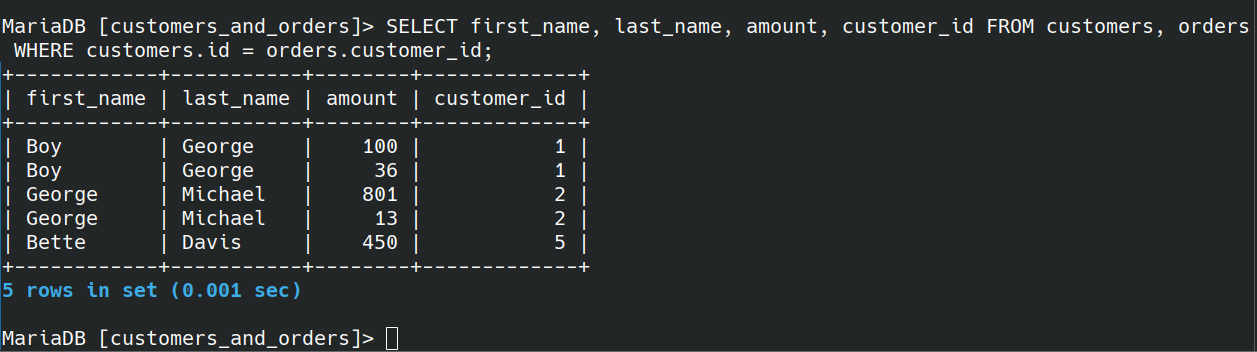 MariaDB [customers_and_orders]> SELECT first_name, last_name, amount, customer_id FROM customers, orders
 WHERE customers.id = orders.customer_id;
+------------+-----------+--------+-------------+
| first_name | last_name | amount | customer_id |
+------------+-----------+--------+-------------+
| Boy        | George    |    100 |           1 |
| Boy        | George    |     36 |           1 |
| George     | Michael   |    801 |           2 |
| George     | Michael   |     13 |           2 |
| Bette      | Davis     |    450 |           5 |
+------------+-----------+--------+-------------+
5 rows in set (0.001 sec)
MariaDB [customers_and_orders]>